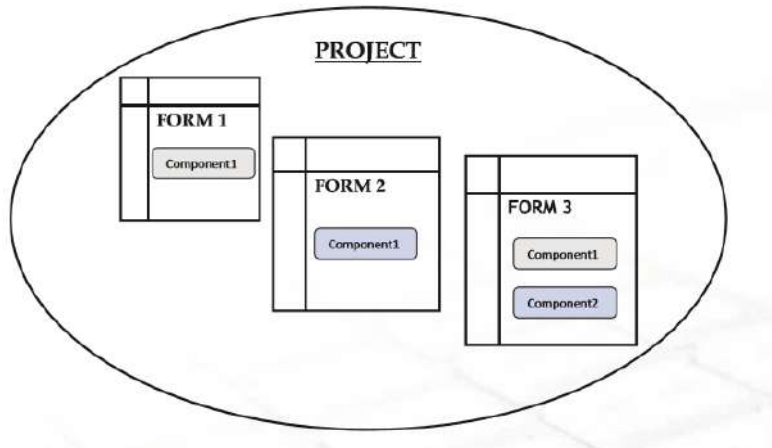 PROJECT
FORM 1
Component1
FORM 2
Component1
FORM 3
Component1
Component2